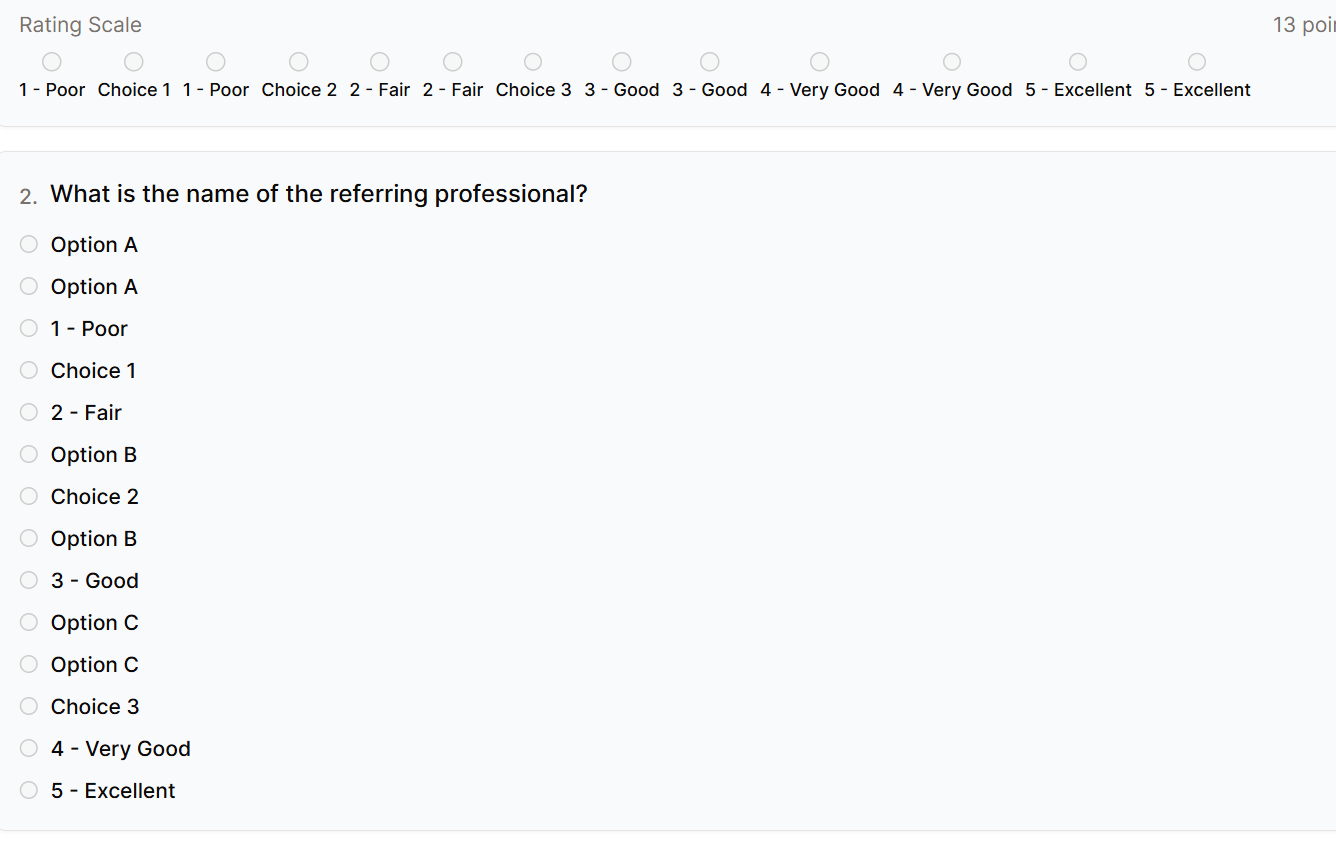 Rating Scale 13
1 - Poor Choice 1 1 - Poor Choice 2 2 - Fair 2 - Fair Choice 3 3 - Good 3 - Good 4 - Very Good 4 - Very Good 5 - Excellent 5 - Excellent
2. What is the name of the referring professional?
Option A
Option A
1 - Poor
Choice 1
2 - Fair
Option B
Choice 2
Option B
3 - Good
Option C
Option C
Choice 3
4 - Very Good
5 - Excellent